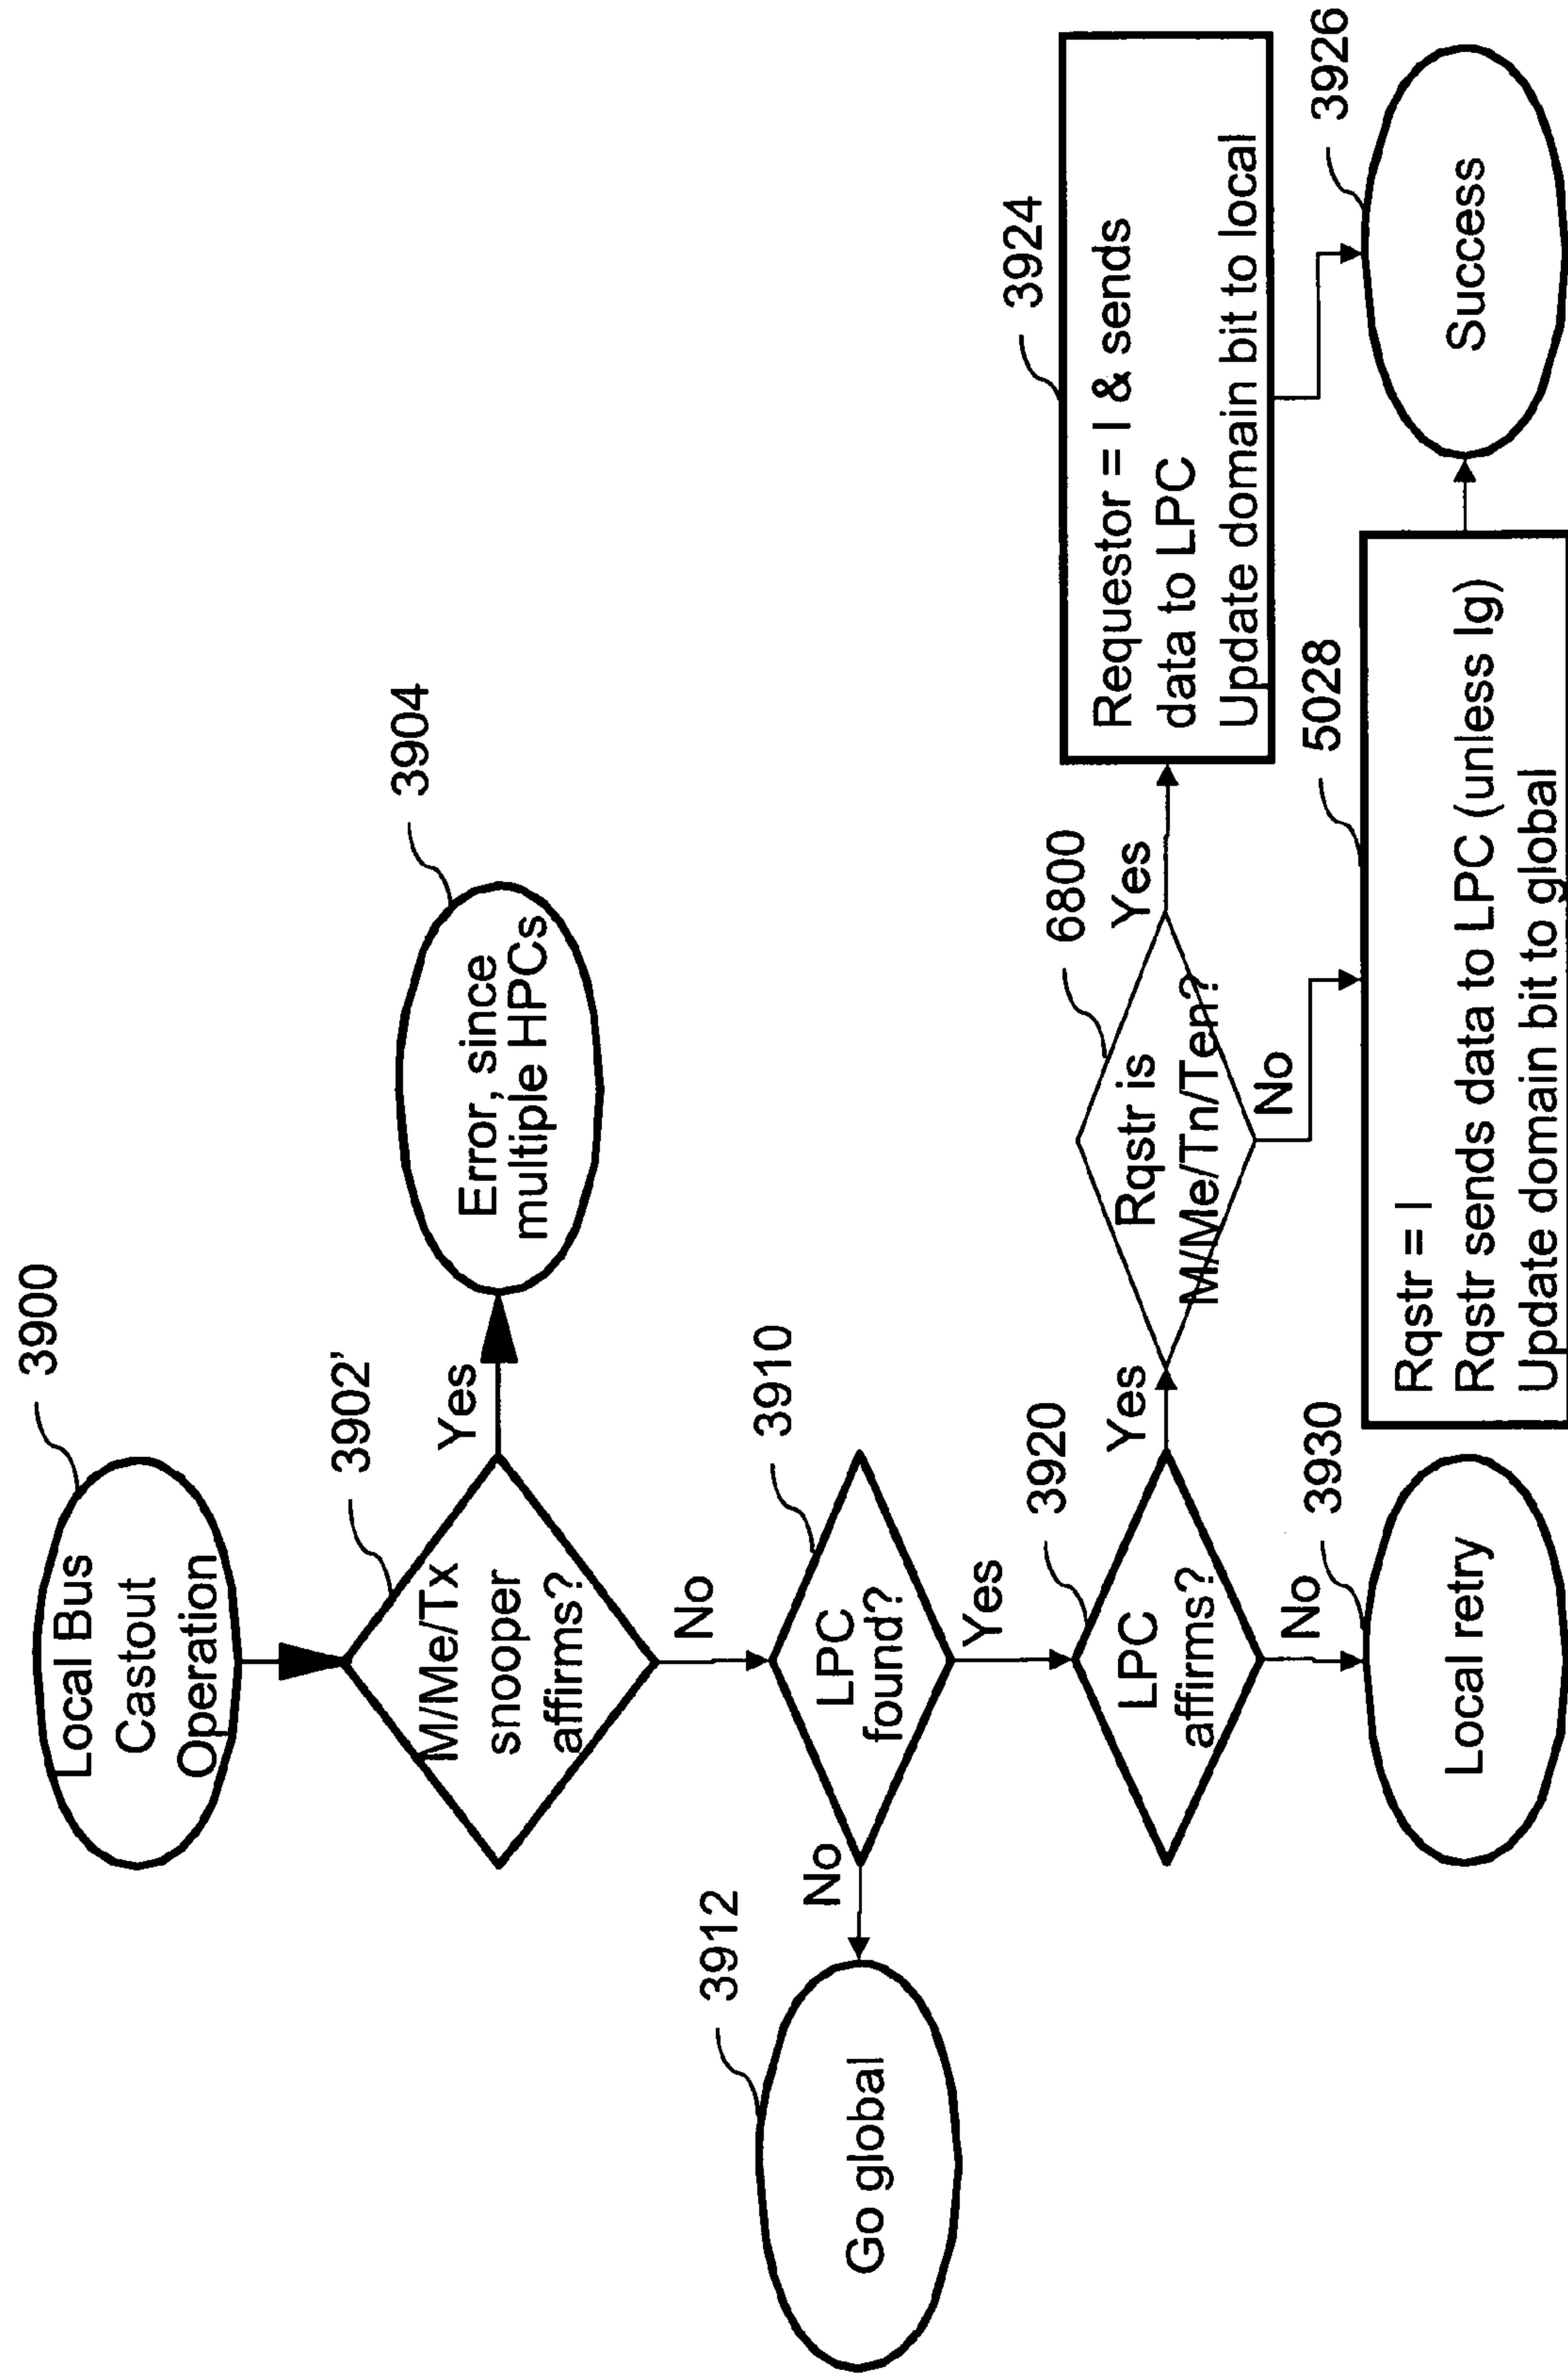 3900
Local Bus
Castout
Operation
3902'
M/Me/Tx
snooper
affirms?
Yes
3904
Error, since
multiple HPCs
No
3910
LPC
found?
No
3912
Go global
Yes
3920
LPC
affirms?
Yes
6800
Rqstr is
M/Me/Tn/Ten?
Yes
3924
Requestor = I & sends
data to LPC
Update domain bit to local
No
3930
Local retry
No
5028
Rqstr = I
Rqstr sends data to LPC (unless Ig)
Update domain bit to global
3926
Success